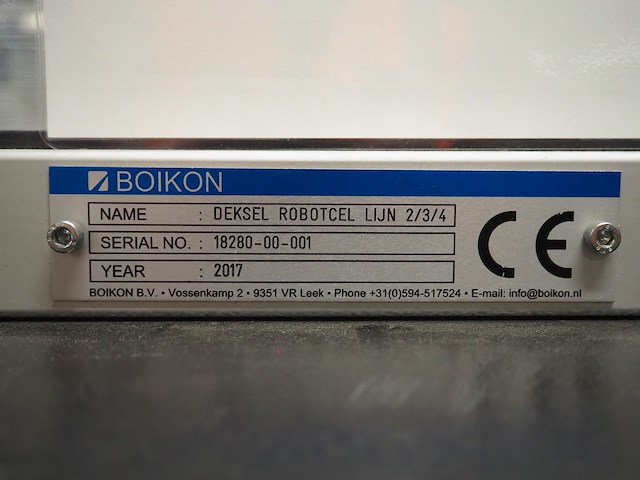 BOIKON
NAME : DEKSEL ROBOTCEL LIJN 2/3/4
SERIAL NO. : 18280-00-001
YEAR : 2017
CE
BOIKON B.V. • Vossenkamp 2 • 9351 VR Leek • Phone +31(0)594-517524 • E-mail: info@boikon.nl